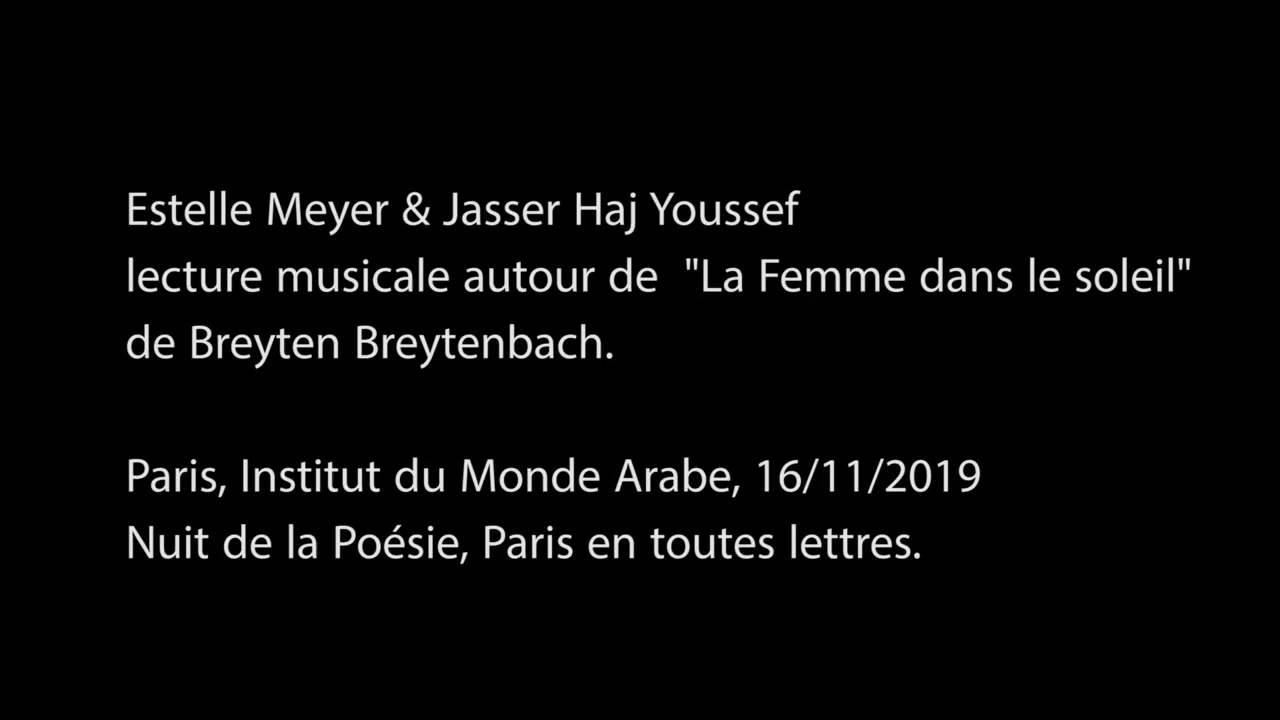 Estelle Meyer & Jasser Haj Youssef
lecture musicale autour de  "La Femme dans le soleil"
de Breyten Breytenbach.
Paris, Institut du Monde Arabe, 16/11/2019
Nuit de la Poésie, Paris en toutes lettres.